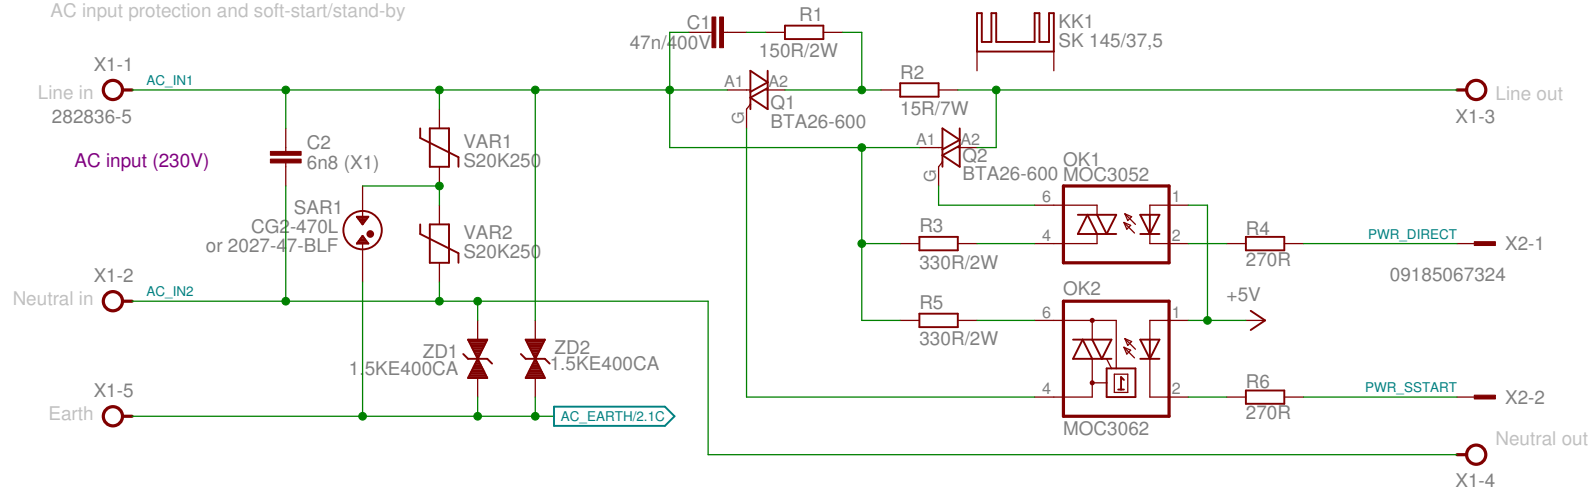 AC input protection and soft-start/stand-by
C1
47n/400V
R1
150R/2W
KK1
SK 145/37,5
X1-1
AC_IN1
Line in
282836-5
A1
A2
G
Q1
BTA26-600
R2
15R/7W
Line out
X1-3
AC input (230V)
C2
6n8 (X1)
VAR1
S20K250
A1
A2
G
Q2
BTA26-600
OK1
MOC3052
6
4
1
2
SAR1
CG2-470L
or 2027-47-BLF
VAR2
S20K250
R3
330R/2W
R4
270R
PWR_DIRECT
X2-1
09185067324
X1-2
AC_IN2
Neutral in
R5
330R/2W
OK2
6
4
1
2
1
MOC3062
+5V
ZD1
1.5KE400CA
ZD2
1.5KE400CA
R6
270R
PWR_SSTART
X2-2
X1-5
Earth
AC_EARTH/2.1C
Neutral out
X1-4